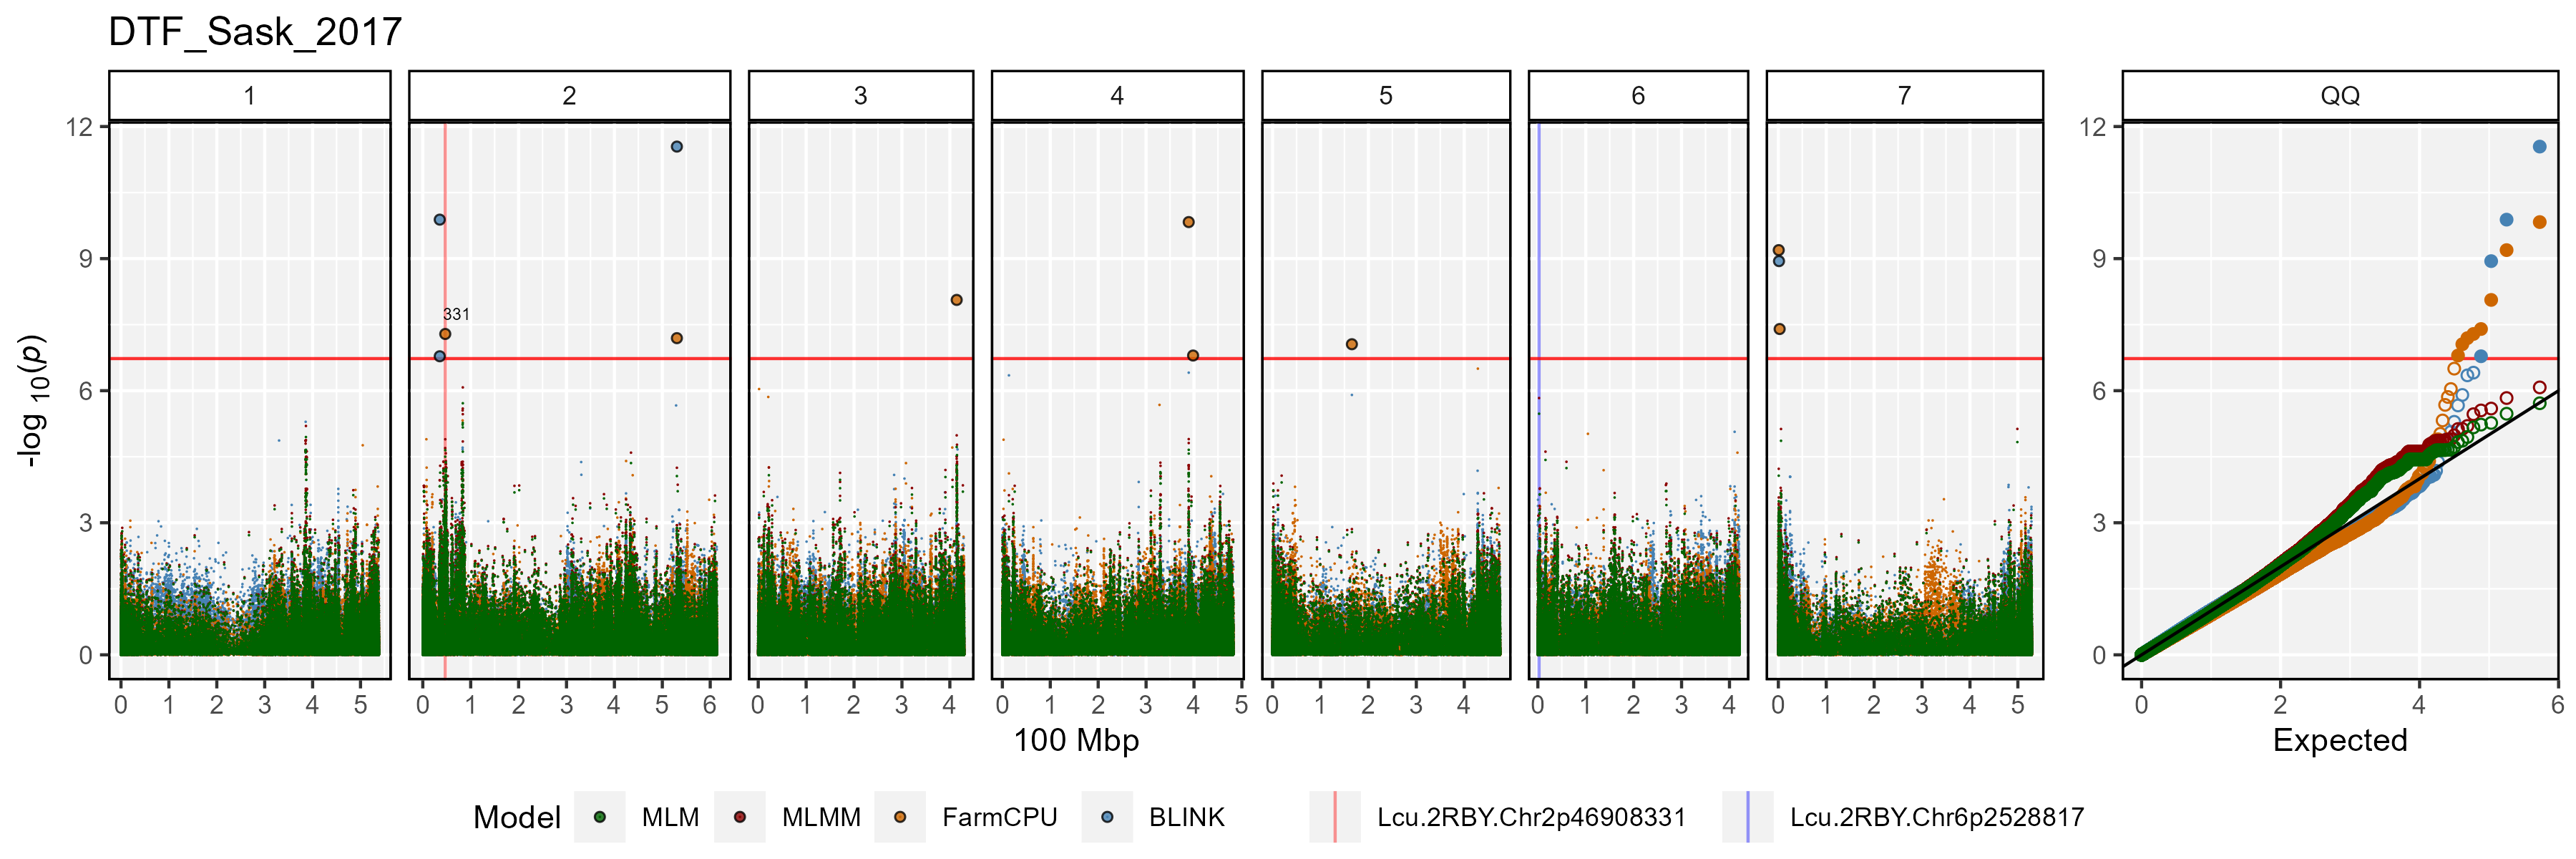 DTF_Sask_2017
1 2 3 4 5 6 7 QQ
12 12
9 9
331
6 6
3 3
0 0
-log 10(p)
0 1 2 3 4 5 0 1 2 3 4 5 6 0 1 2 3 4 0 1 2 3 4 5 0 1 2 3 4 0 1 2 3 4 0 1 2 3 4 5 0 2 4 6
100 Mbp Expected
Model MLM MLMM FarmCPU BLINK Lcu.2RBY.Chr2p46908331 Lcu.2RBY.Chr6p2528817